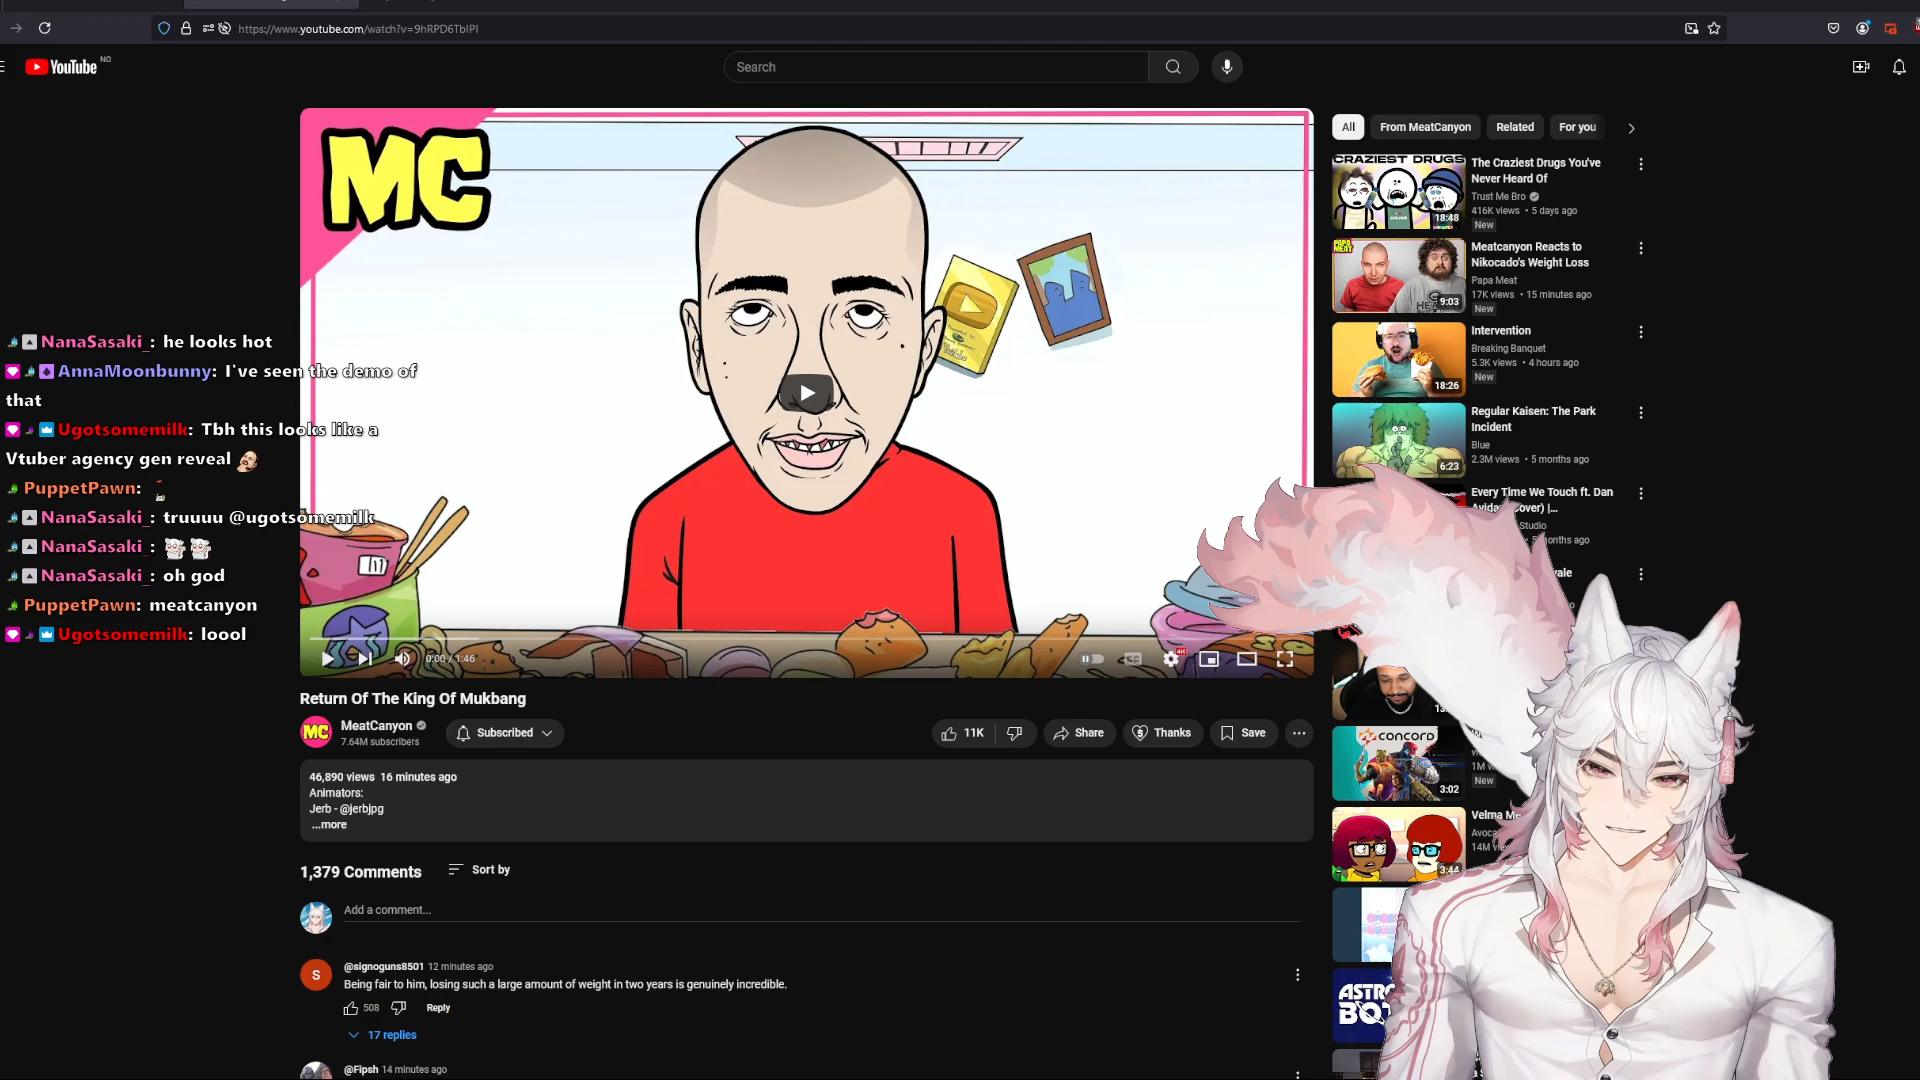 https://www.youtube.com/watch?v=9hRPD6TbIPI
YouTube NO
Search
MC
All
From MeatCanyon
Related
For you
CRAZIEST DRUGS
18:48
The Craziest Drugs You've
Never Heard Of
Trust Me Bro
416K views • 5 days ago
New
PAPA
MEAT
9:03
Meatcanyon Reacts to
Nikocado's Weight Loss
Papa Meat
17K views • 15 minutes ago
New
18:26
Intervention
Breaking Banquet
5.3K views • 4 hours ago
New
6:23
Regular Kaisen: The Park
Incident
Blue
2.3M views • 5 months ago
Every Time We Touch ft. Dan
Studio
NanaSasaki_: he looks hot
AnnaMoonbunny: I've seen the demo of
that
Ugotsomemilk: Tbh this looks like a
Vtuber agency gen reveal
PuppetPawn:
NanaSasaki_: truuuu @ugotsomemilk
NanaSasaki_:
NanaSasaki_: oh god
PuppetPawn: meatcanyon
Ugotsomemilk: loool
0:00 / 1:46
Return Of The King Of Mukbang
MC
MeatCanyon
7.64M subscribers
Subscribed
11K
Share
Thanks
Save
46,890 views 16 minutes ago
Animators:
Jerb - @jerbjpg
...more
1,379 Comments
Sort by
Add a comment...
S
@signoguns8501 12 minutes ago
Being fair to him, losing such a large amount of weight in two years is genuinely incredible.
508
Reply
17 replies
@Fipsh 14 minutes ago
CONCORD
3:02
New
Velma
3:44
ASTRO
BOT